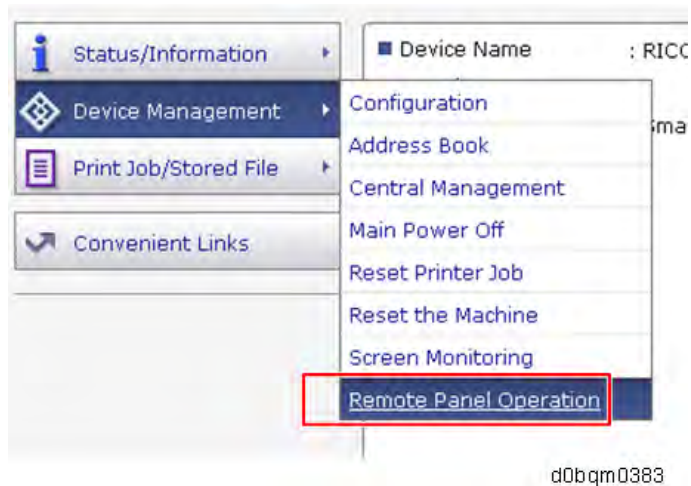 Status/Information
Device Management
Print Job/Stored File
Convenient Links
Device Name : RICO
Configuration
Address Book
Central Management
Main Power Off
Reset Printer Job
Reset the Machine
Screen Monitoring
Remote Panel Operation
d0bqm0383